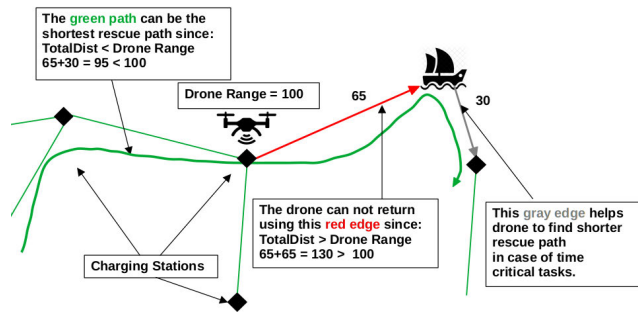 The green path can be the
shortest rescue path since:
TotalDist < Drone Range
65+30 = 95 < 100
Drone Range = 100
65
30
The drone can not return
using this red edge since:
TotalDist > Drone Range
65+65 = 130 >  100
This gray edge helps
drone to find shorter
rescue path
in case of time
critical tasks.
Charging Stations